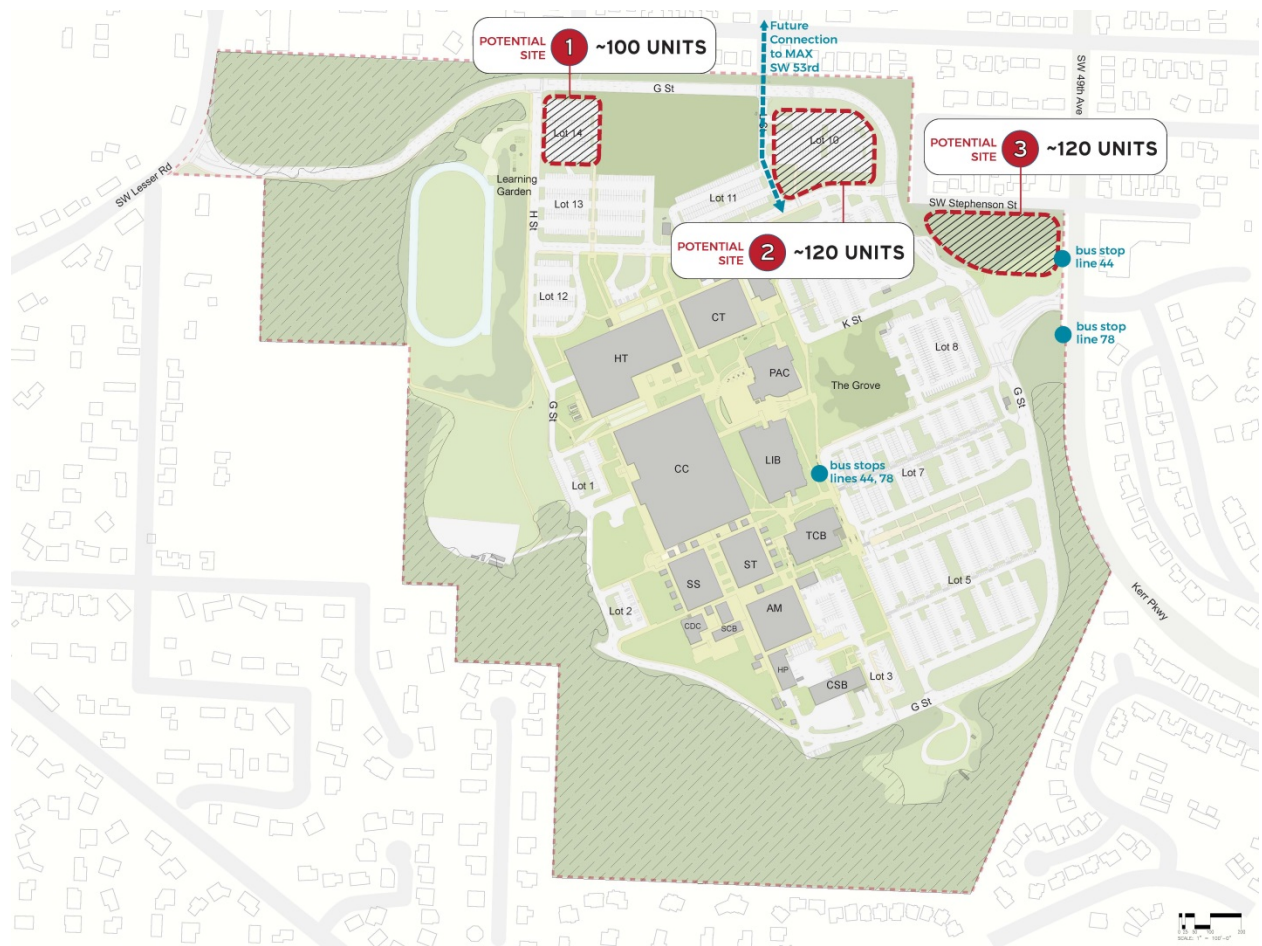 Future
Connection
to MAX
SW 53rd
POTENTIAL
SITE
1
~100 UNITS
SW 49th Ave
G St
Lot 14
Lot 10
POTENTIAL
SITE
3
~120 UNITS
SW Lesser Rd
Learning
Garden
Lot 13
Lot 11
H St
SW Stephenson St
POTENTIAL
SITE
2
~120 UNITS
bus stop
line 44
Lot 12
CT
K St
bus stop
line 78
HT
Lot 8
PAC
The Grove
G St
G St
CC
LIB
bus stops
lines 44, 78
Lot 7
Lot 1
TCB
ST
SS
Lot 5
Kerr Pkwy
AM
Lot 2
CDC
SCB
HP
Lot 3
CSB
G St